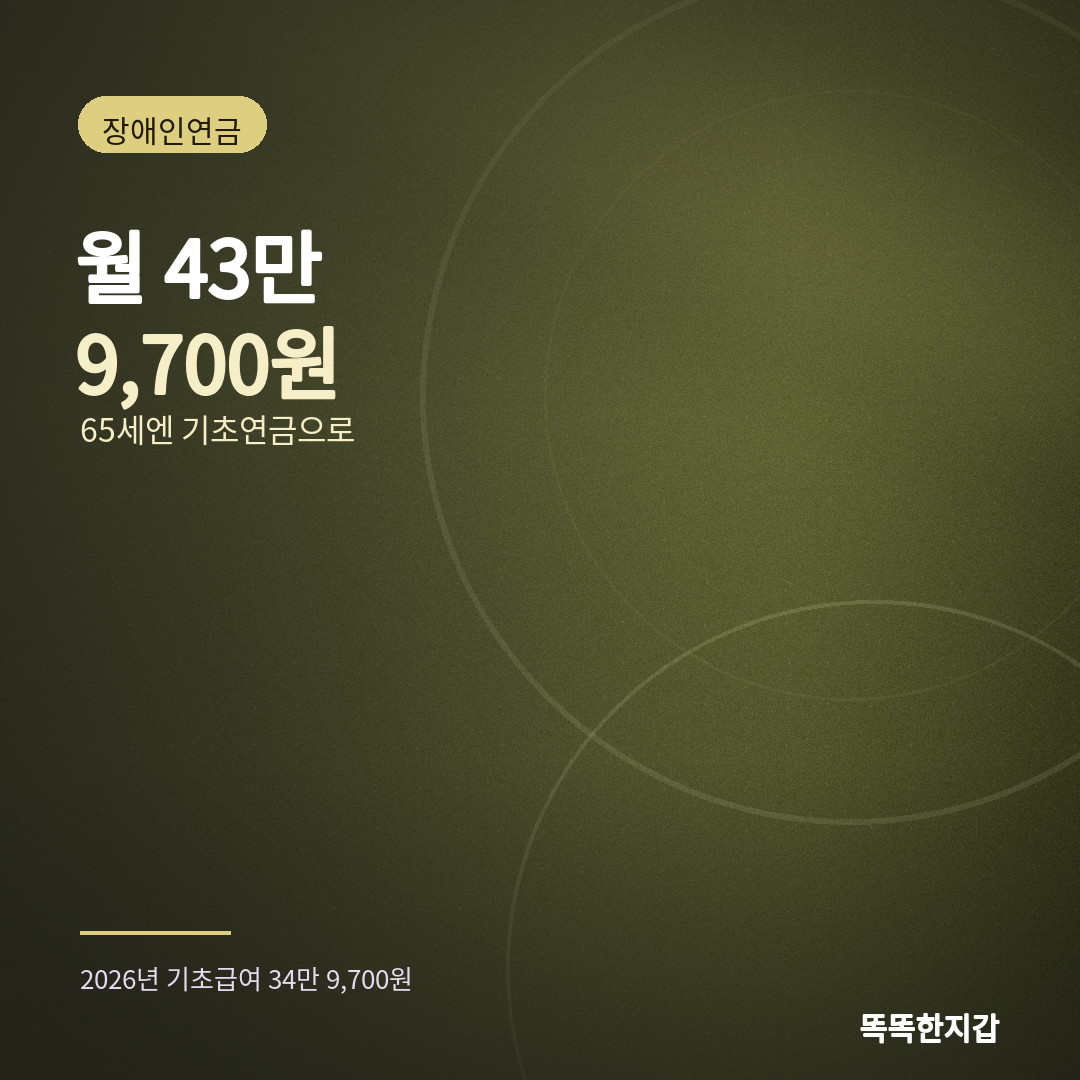 장애인연금
월 43만
9,700원
65세엔 기초연금으로
2026년 기초급여 34만 9,700원
똑똑한지갑